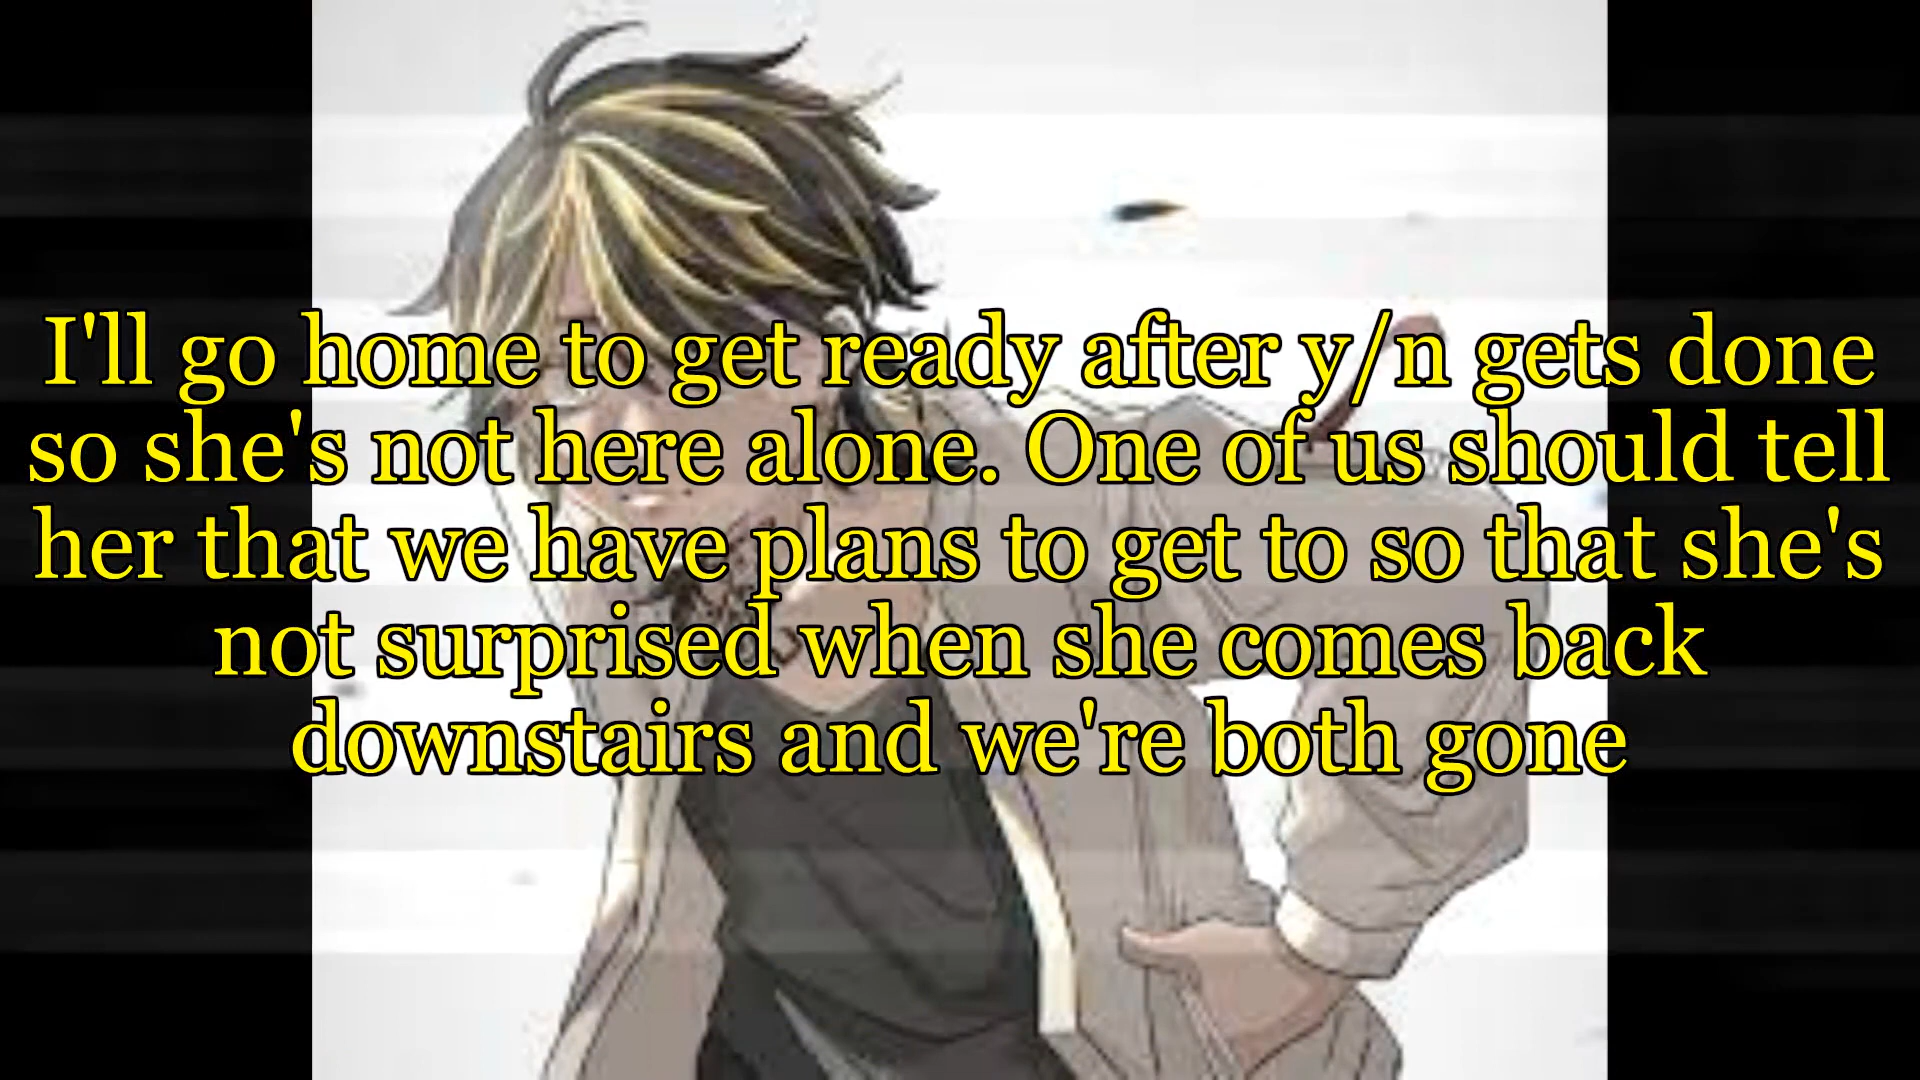 I'll go home to get ready after y/n gets done
so she's not here alone. One of us should tell
her that we have plans to get to so that she's
not surprised when she comes back
downstairs and we're both gone